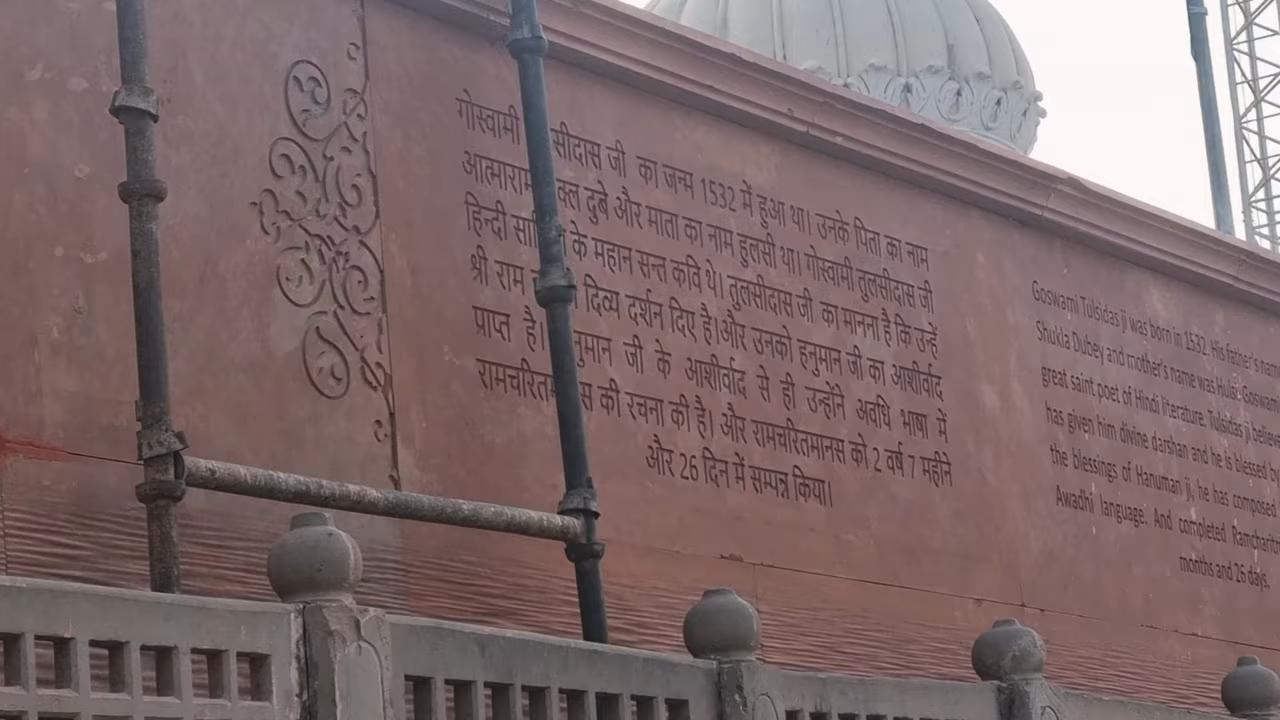 गोस्वामी सीदास जी का जन्म 1532 में हुआ था। उनके पिता का नाम
आत्माराम क्ल दुबे और माता का नाम हुलसी था। गोस्वामी तुलसीदास जी
हिन्दी के महान सन्त कवि थे। तुलसीदास जी का मानना है कि उन्हें
श्री राम दिव्य दर्शन दिए है।और उनको हनुमान जी का आशीर्वाद
प्राप्त है। नुमान जी के आशीर्वाद से ही उन्होंने अवधि भाषा में
रामचरितमानस की रचना की है। और रामचरितमानस को 2 वर्ष 7 महीने
और 26 दिन में सम्पन्न किया।
Goswami Tulsidas ji was born in 1532. His father's nam
Shukla Dubey and mother's name was Hulsi. Goswam
great saint poet of Hindi literature. Tulsidas ji believe
has given him divine darshan and he is blessed by
the blessings of Hanuman ji, he has composed
Awadhi language. And completed Ramcharitm
months and 26 days.